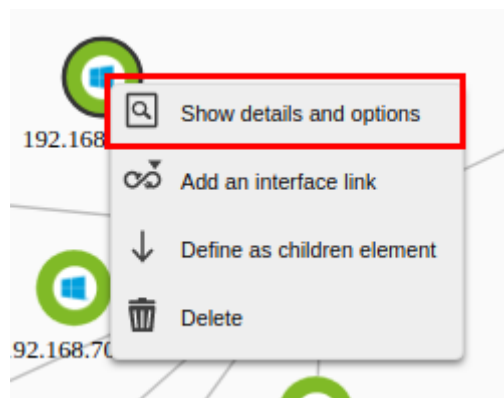 192.168
Show details and options
Add an interface link
Define as children element
Delete
92.168.70